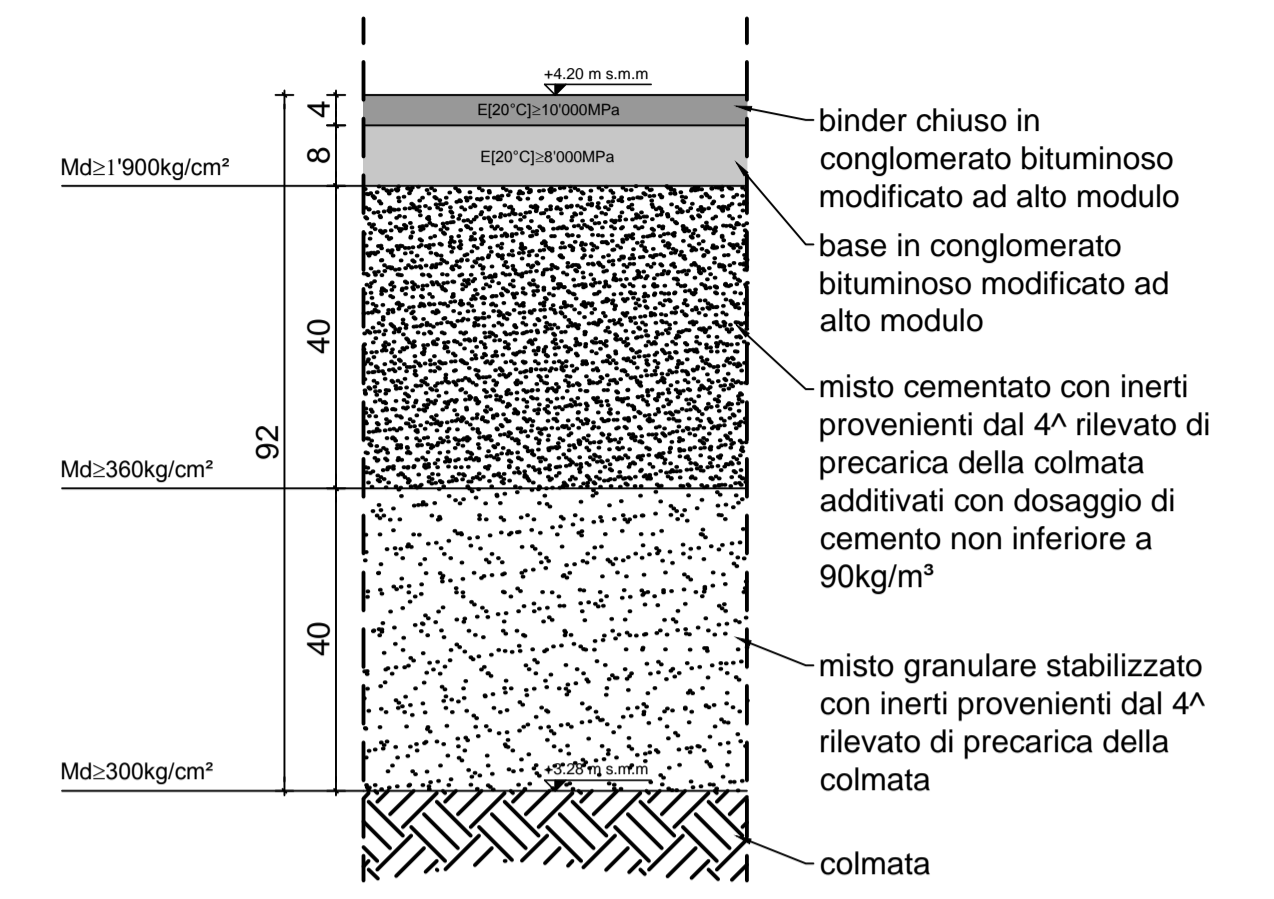 +4.20 m s.m.m
4
E[20°C]≥10'000MPa
binder chiuso in
conglomerato bituminoso
modificato ad alto modulo
8
E[20°C]≥8'000MPa
Md≥1'900kg/cm²
base in conglomerato
bituminoso modificato ad
alto modulo
40
misto cementato con inerti
provenienti dal 4^ rilevato di
precarica della colmata
additivati con dosaggio di
cemento non inferiore a
90kg/m³
92
Md≥360kg/cm²
40
misto granulare stabilizzato
con inerti provenienti dal 4^
rilevato di precarica della
colmata
Md≥300kg/cm²
+3.28 m s.m.m
colmata